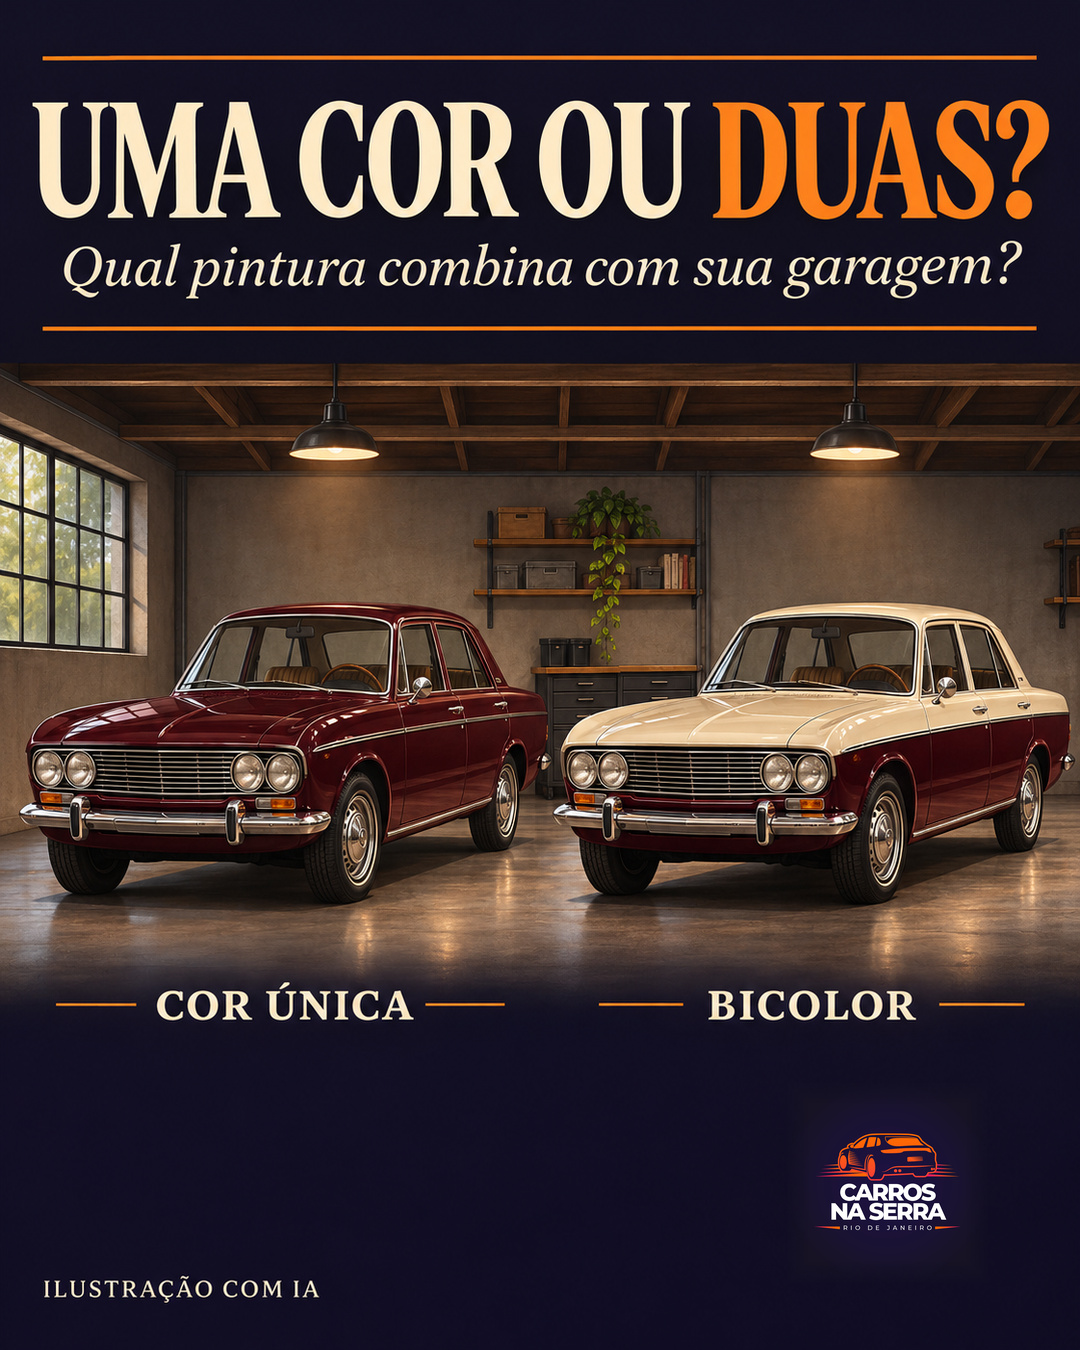 UMA COR OU DUAS?
Qual pintura combina com sua garagem?
COR ÚNICA
BICOLOR
CARROS
NA SERRA
RIO DE JANEIRO
ILUSTRAÇÃO COM IA